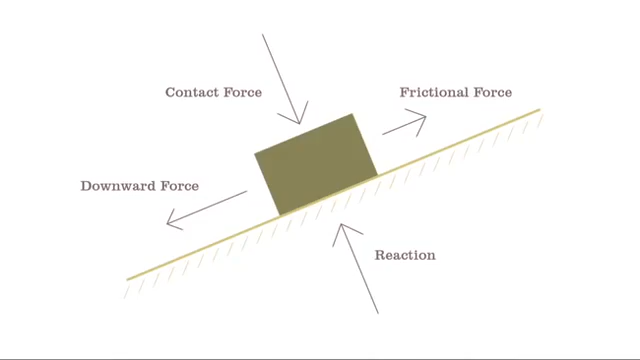 Contact Force
Frictional Force
Downward Force
Reaction